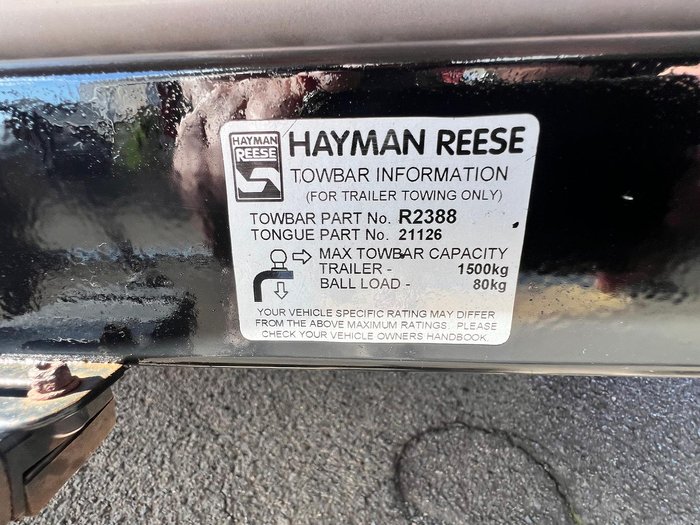 HAYMAN
REESE
HAYMAN REESE
TOWBAR INFORMATION
(FOR TRAILER TOWING ONLY)
TOWBAR PART No. R2388
TONGUE PART No. 21126
MAX TOWBAR CAPACITY
TRAILER - 1500kg
BALL LOAD - 80kg
YOUR VEHICLE SPECIFIC RATING MAY DIFFER
FROM THE ABOVE MAXIMUM RATINGS. PLEASE
CHECK YOUR VEHICLE OWNERS HANDBOOK.